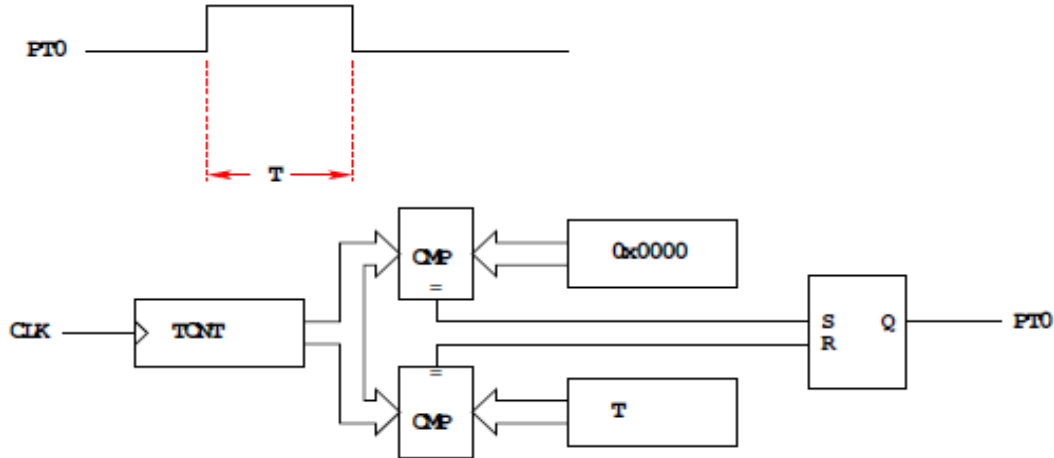 PT0
T
CMP
=
0x0000
CLK
TCNT
S Q
R
PT0
=
CMP
T